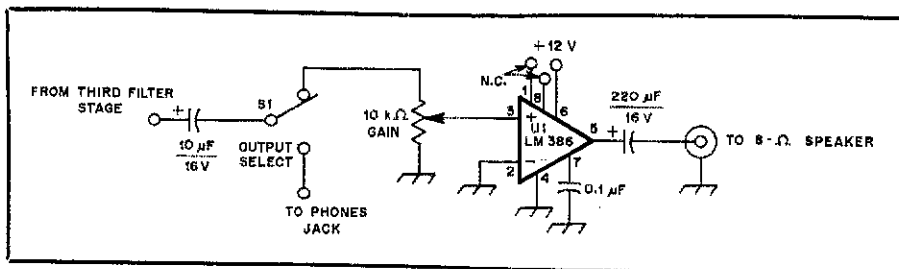 FROM THIRD FILTER
STAGE
+
10 µF
16 V
S1
OUTPUT
SELECT
TO PHONES
JACK
10 kΩ
GAIN
N.C.
+12 V
1
8
6
3
+
U1
LM 386
5
2
−
4
7
0.1 µF
220 µF
16 V
+
TO 8-Ω SPEAKER